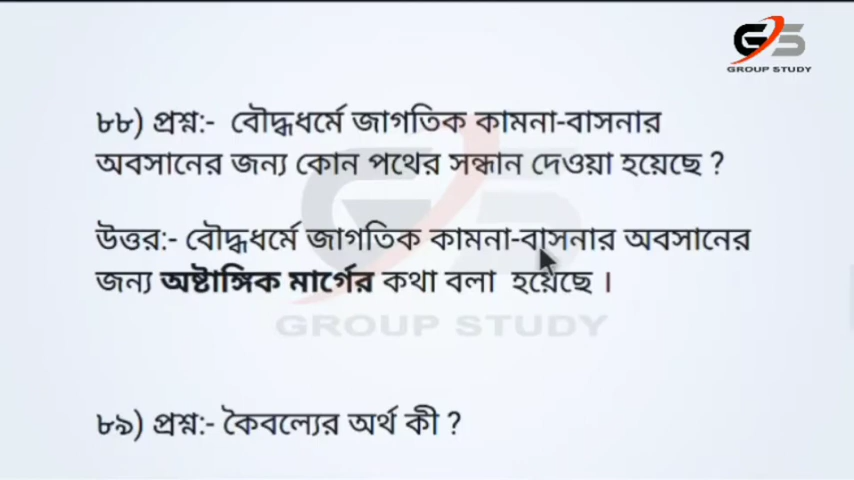 GS
GROUP STUDY
৮৮) প্রশ্ন:- বৌদ্ধধর্মে জাগতিক কামনা-বাসনার
অবসানের জন্য কোন পথের সন্ধান দেওয়া হয়েছে ?
উত্তর:- বৌদ্ধধর্মে জাগতিক কামনা-বাসনার অবসানের
জন্য অষ্টাঙ্গিক মার্গের কথা বলা হয়েছে ।
GROUP STUDY
৮৯) প্রশ্ন:- কৈবল্যের অর্থ কী ?